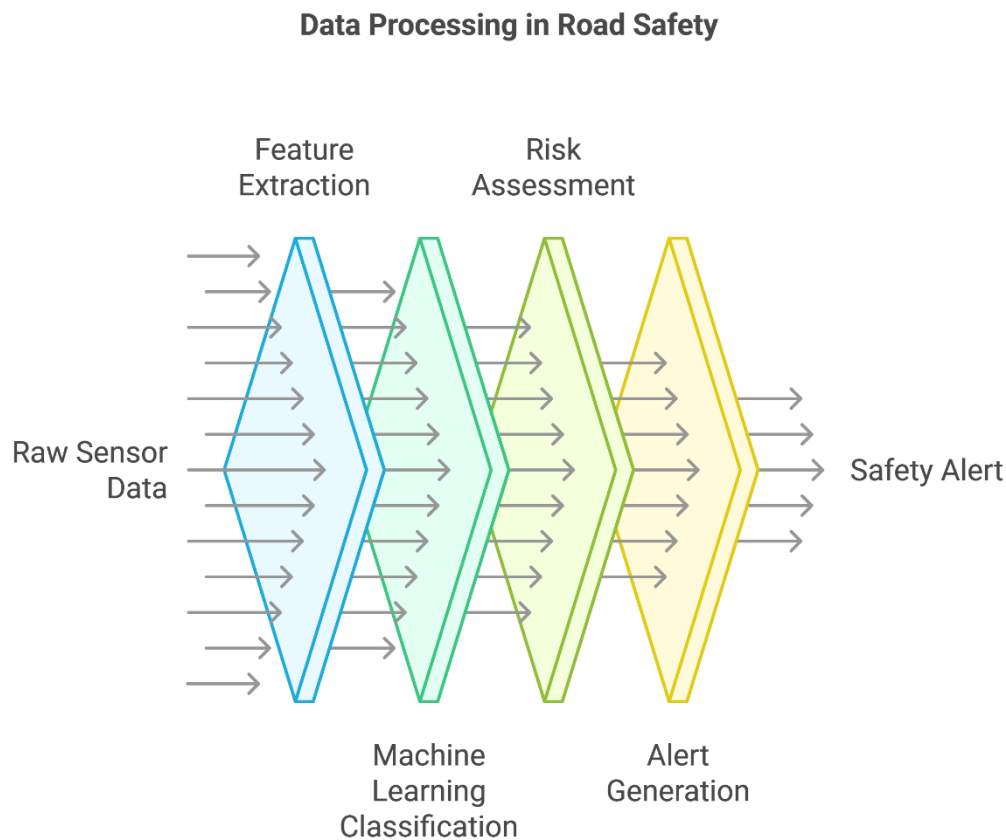 Data Processing in Road Safety
Feature
Extraction
Risk
Assessment
Raw Sensor
Data
Safety Alert
Machine
Learning
Classification
Alert
Generation